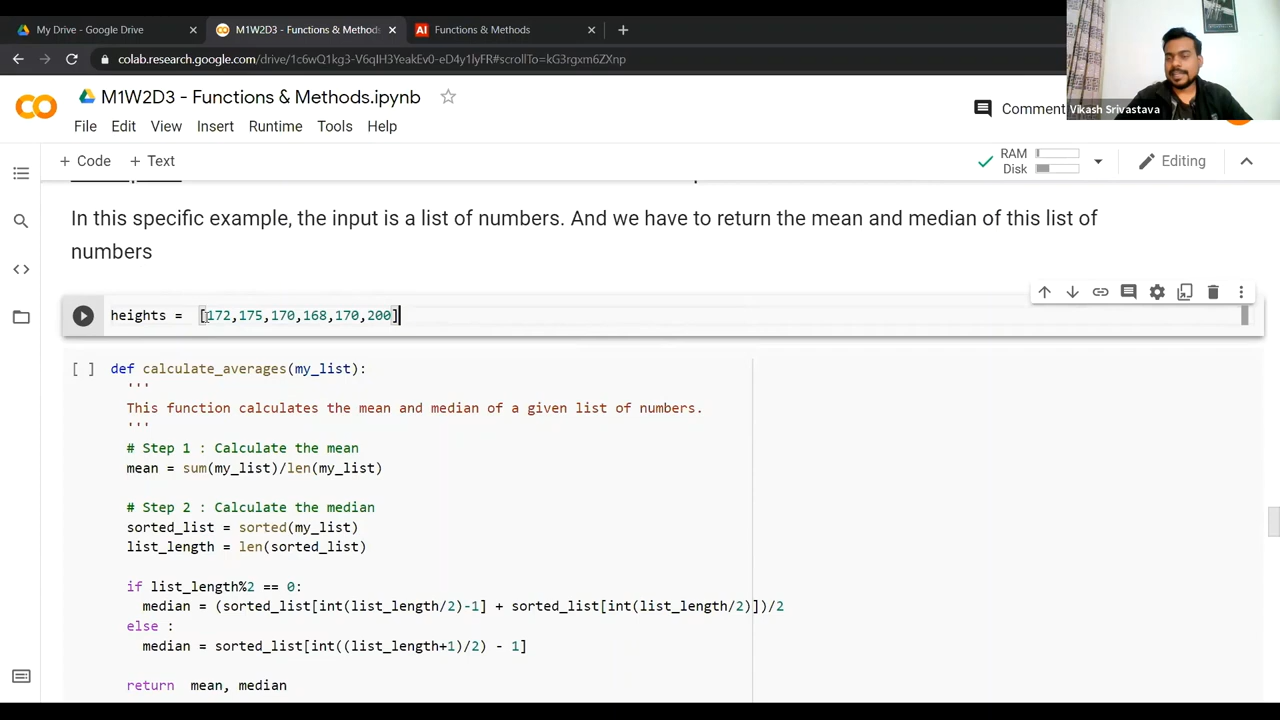 My Drive - Google Drive
M1W2D3 - Functions & Methods
Functions & Methods
colab.research.google.com/drive/1c6wQ1kg3-V6qIH3YeakEv0-eD4y1lyFR#scrollTo=kG3rgxm6ZXnp
M1W2D3 - Functions & Methods.ipynb
Comment
Vikash Srivastava
File Edit View Insert Runtime Tools Help
+ Code + Text
RAM
Disk
Editing
In this specific example, the input is a list of numbers. And we have to return the mean and median of this list of
numbers
heights = [172,175,170,168,170,200]
[ ] def calculate_averages(my_list):
'''
This function calculates the mean and median of a given list of numbers.
'''
# Step 1 : Calculate the mean
mean = sum(my_list)/len(my_list)
# Step 2 : Calculate the median
sorted_list = sorted(my_list)
list_length = len(sorted_list)
if list_length%2 == 0:
median = (sorted_list[int(list_length/2)-1] + sorted_list[int(list_length/2)])/2
else :
median = sorted_list[int((list_length+1)/2) - 1]
return mean, median